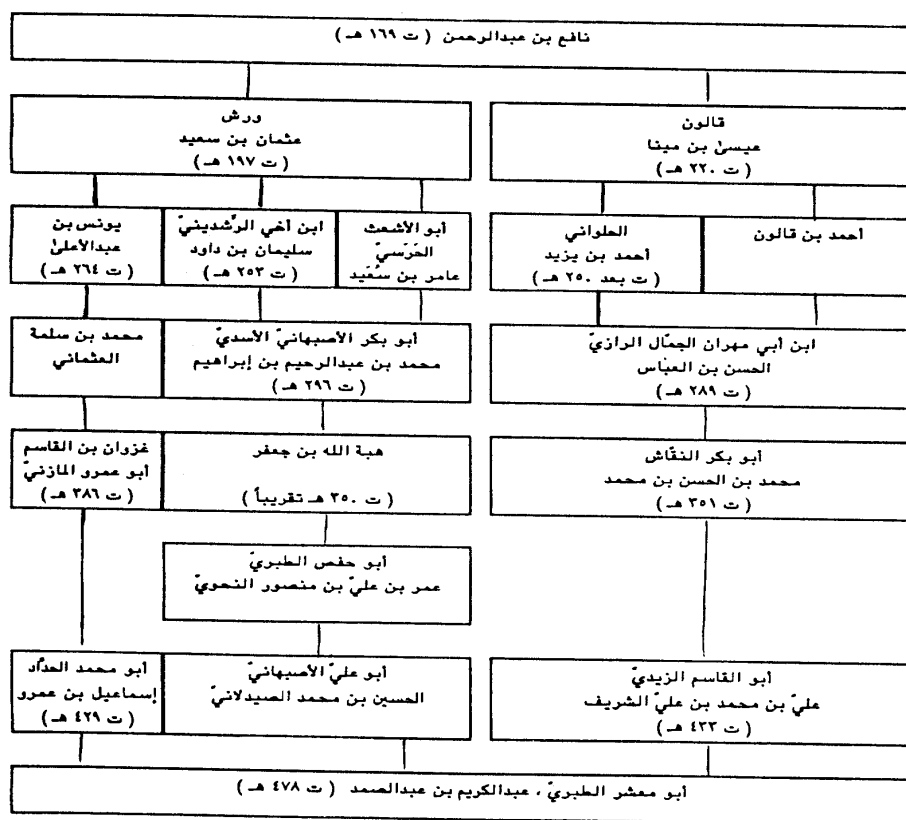 نافع بن عبدالرحمن ( ت ١٦٩ هـ )
قالون
عيسىٰ بن مينا
( ت ٢٢٠ هـ )
ورش
عثمان بن سعيد
( ت ١٩٧ هـ )
أحمد بن قالون
الحلواني
أحمد بن يزيد
( ت بعد ٢٥٠ هـ )
أبو الأشعث
الحَرَسيّ
عامر بن سُعَيد
ابن أخي الرِّشدينيّ
سليمان بن داود
( ت ٢٥٣ هـ )
يونس بن
عبدالأعلىٰ
( ت ٢٦٤ هـ )
ابن أبي مهران الجمّال الرازيّ
الحسن بن العبّاس
( ت ٢٨٩ هـ )
أبو بكر الأصبهانيّ الأسديّ
محمد بن عبدالرحيم بن إبراهيم
( ت ٢٩٦ هـ )
محمد بن سلمة
العثماني
أبو بكر النقّاش
محمد بن الحسن بن محمد
( ت ٣٥١ هـ )
هبة الله بن جعفر
( ت ٣٥٠ هـ تقريباً )
غزوان بن القاسم
أبو عمرو المازنيّ
( ت ٣٨٦ هـ )
أبو حفص الطبريّ
عمر بن عليّ بن منصور النحويّ
أبو القاسم الزيديّ
عليّ بن محمد بن عليّ الشريف
( ت ٤٣٣ هـ )
أبو عليّ الأصبهانيّ
الحسين بن محمد الصيدلانيّ
أبو محمد الحدّاد
إسماعيل بن عمرو
( ت ٤٢٩ هـ )
أبو معشر الطبريّ ، عبدالكريم بن عبدالصمد ( ت ٤٧٨ هـ )